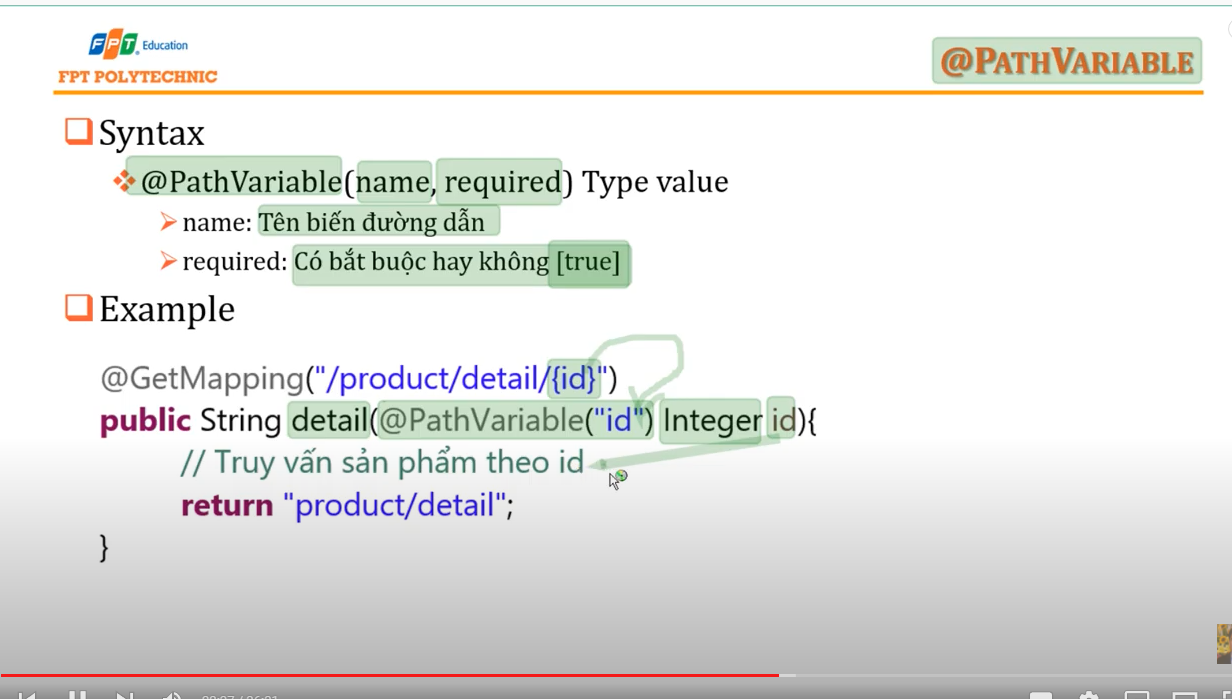 FPT Education
FPT POLYTECHNIC
@PATHVARIABLE
Syntax
@PathVariable(name, required) Type value
name: Tên biến đường dẫn
required: Có bắt buộc hay không [true]
Example
@GetMapping("/product/detail/{id}")
public String detail(@PathVariable("id") Integer id){
// Truy vấn sản phẩm theo id
return "product/detail";
}